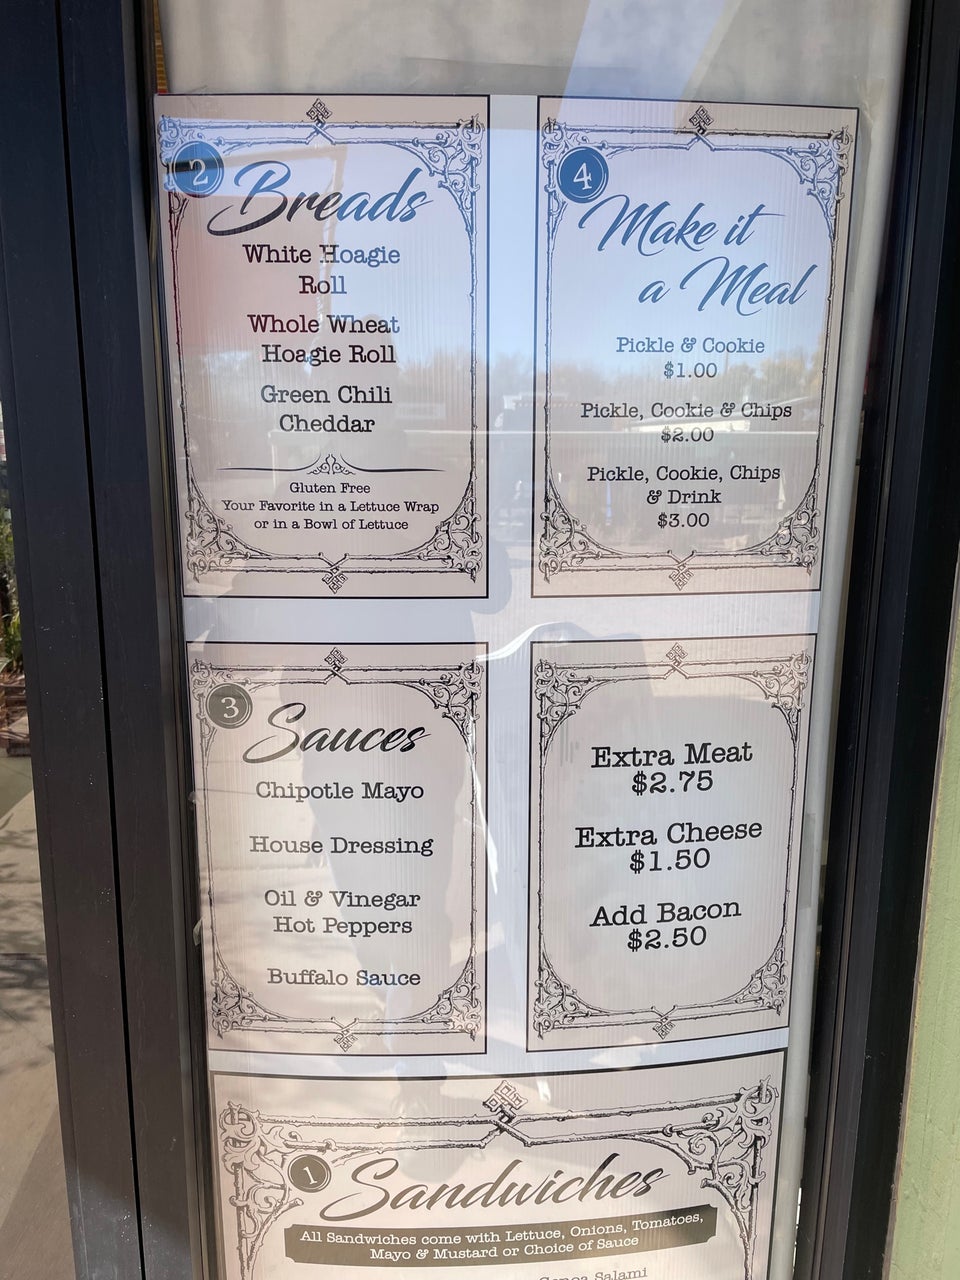 2
Breads
White Hoagie
Roll
Whole Wheat
Hoagie Roll
Green Chili
Cheddar
Gluten Free
Your Favorite in a Lettuce Wrap
or in a Bowl of Lettuce
4
Make it
a Meal
Pickle & Cookie
$1.00
Pickle, Cookie & Chips
$2.00
Pickle, Cookie, Chips
& Drink
$3.00
3
Sauces
Chipotle Mayo
House Dressing
Oil & Vinegar
Hot Peppers
Buffalo Sauce
Extra Meat
$2.75
Extra Cheese
$1.50
Add Bacon
$2.50
1
Sandwiches
All Sandwiches come with Lettuce, Onions, Tomatoes,
Mayo & Mustard or Choice of Sauce
Genoa Salami